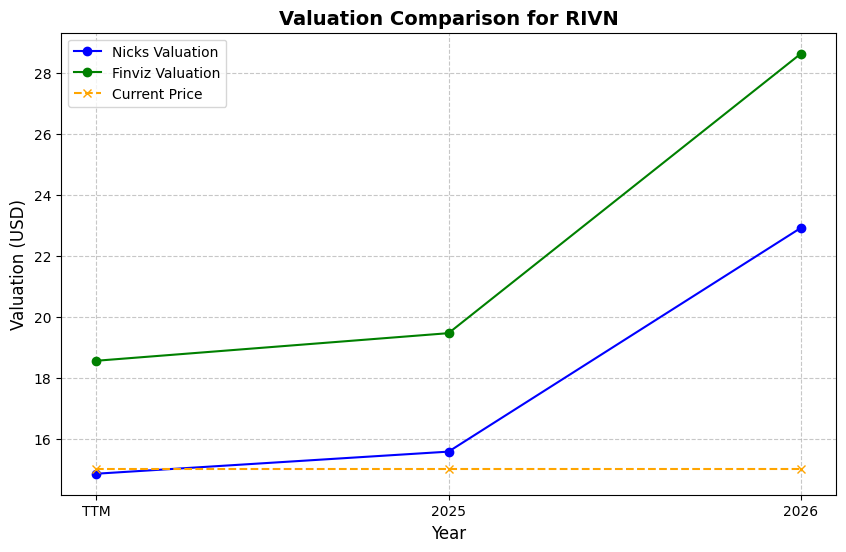 Valuation Comparison for RIVN
Nicks Valuation
Finviz Valuation
Current Price
Valuation (USD)
28
26
24
22
20
18
16
TTM
2025
2026
Year